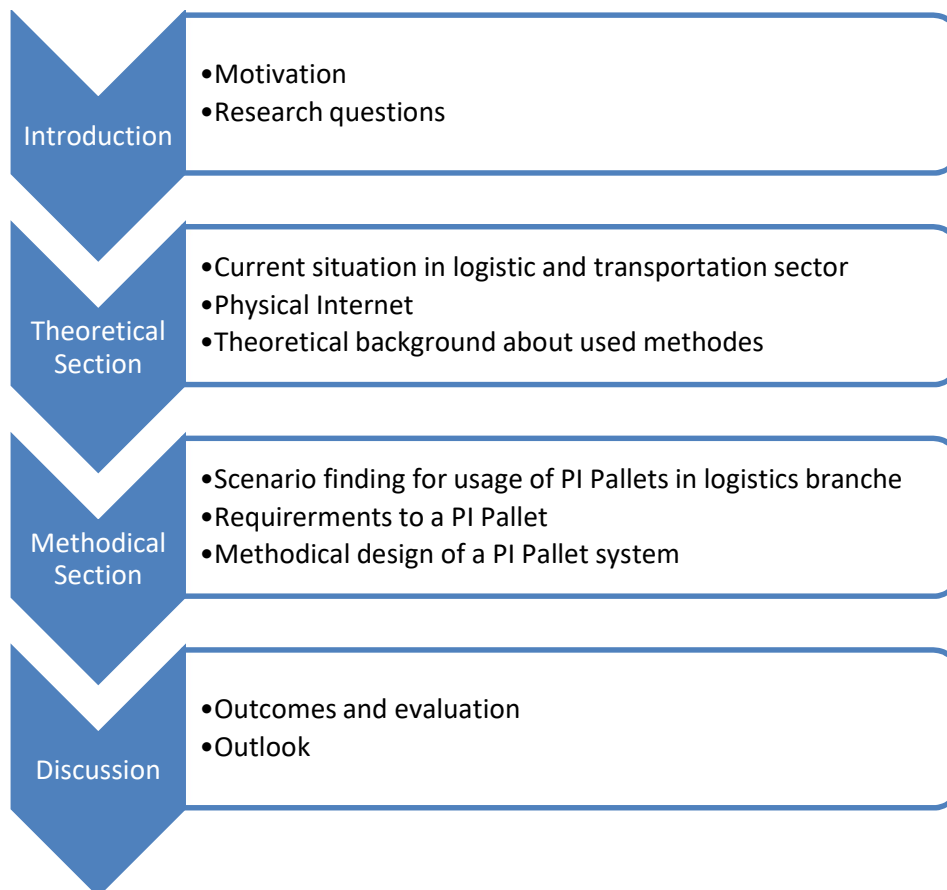 Introduction
•Motivation
•Research questions
Theoretical
Section
•Current situation in logistic and transportation sector
•Physical Internet
•Theoretical background about used methodes
Methodical
Section
•Scenario finding for usage of PI Pallets in logistics branche
•Requirerments to a PI Pallet
•Methodical design of a PI Pallet system
Discussion
•Outcomes and evaluation
•Outlook